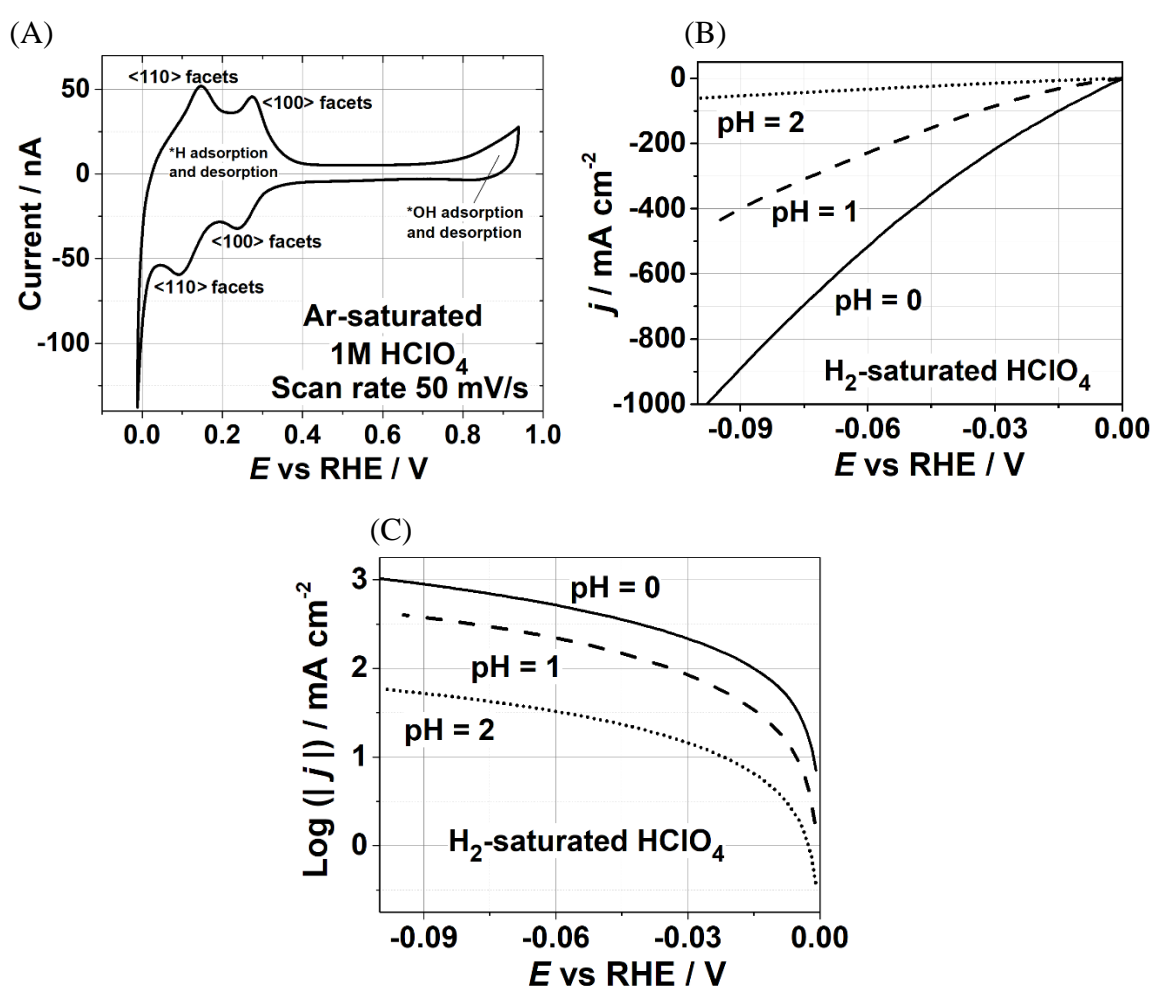 (A)
<110> facets
<100> facets
*H adsorption
and desorption
*OH adsorption
and desorption
<100> facets
<110> facets
Ar-saturated
1M HClO4
Scan rate 50 mV/s
Current / nA
50
0
-50
-100
0.0 0.2 0.4 0.6 0.8 1.0
E vs RHE / V
(B)
0
-200
-400
-600
-800
-1000
j / mA cm-2
pH = 2
pH = 1
pH = 0
H2-saturated HClO4
-0.09 -0.06 -0.03 0.00
E vs RHE / V
(C)
3
2
1
0
Log (| j |) / mA cm-2
pH = 0
pH = 1
pH = 2
H2-saturated HClO4
-0.09 -0.06 -0.03 0.00
E vs RHE / V